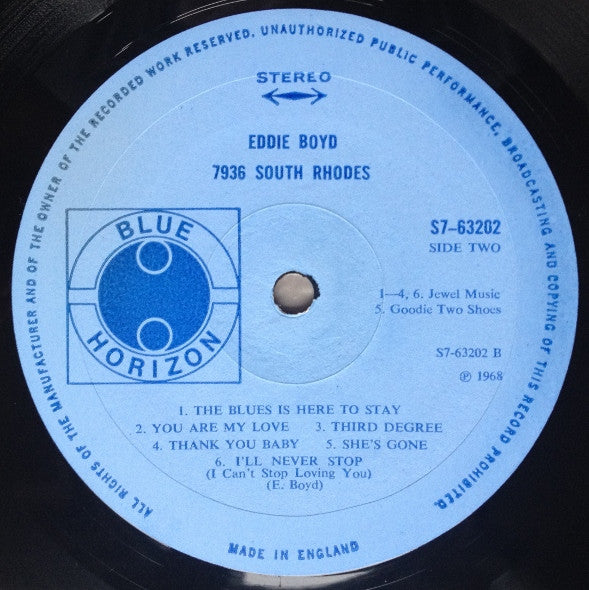 ALL RIGHTS OF THE MANUFACTURER AND OF THE OWNER OF THE RECORDED WORK RESERVED. UNAUTHORIZED PUBLIC PERFORMANCE, BROADCASTING AND COPYING OF THIS RECORD PROHIBITED.
STEREO
EDDIE BOYD
7936 SOUTH RHODES
BLUE
HORIZON
S7–63202
SIDE TWO
1—4, 6. Jewel Music
5. Goodie Two Shoes
S7-63202 B
℗ 1968
1. THE BLUES IS HERE TO STAY
2. YOU ARE MY LOVE 3. THIRD DEGREE
4. THANK YOU BABY 5. SHE'S GONE
6. I'LL NEVER STOP
(I Can't Stop Loving You)
(E. Boyd)
MADE IN ENGLAND